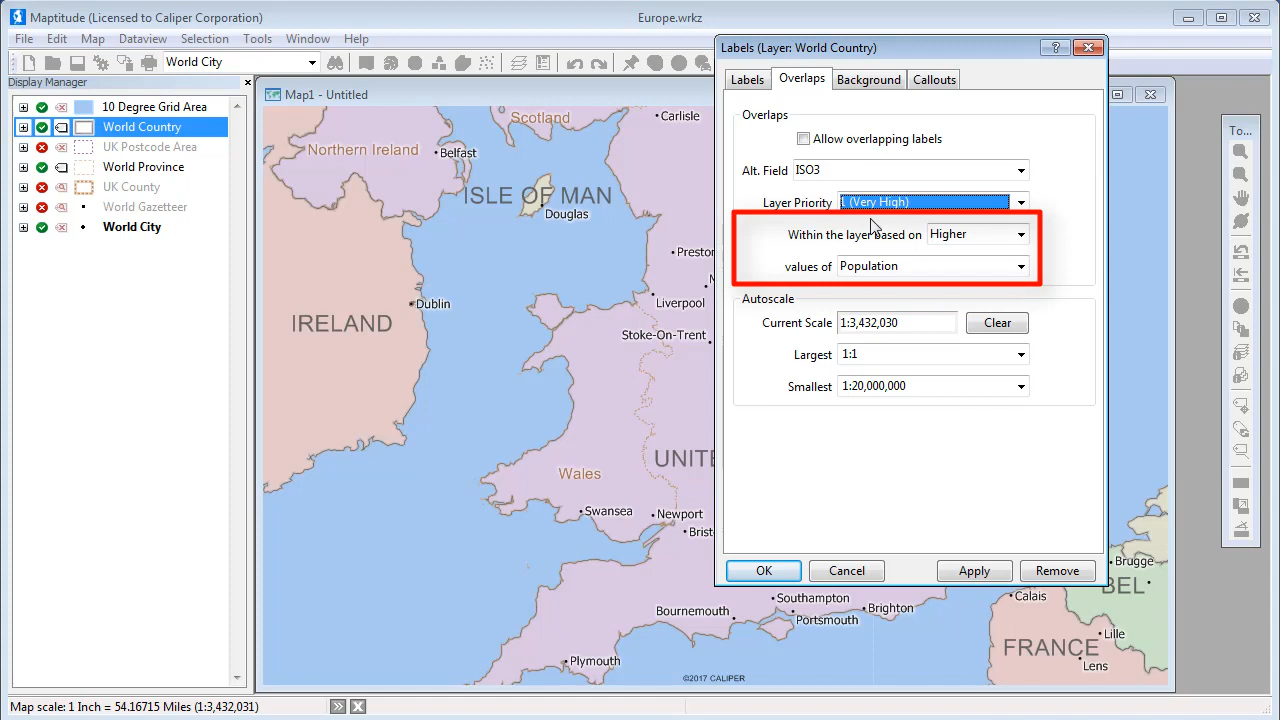 Maptitude (Licensed to Caliper Corporation)
Europe.wrkz
File Edit Map Dataview Selection Tools Window Help
World City
Display Manager
10 Degree Grid Area
World Country
UK Postcode Area
World Province
UK County
World Gazetteer
World City
Map1 - Untitled
Scotland
Carlisle
Northern Ireland
Belfast
ISLE OF MAN
Douglas
Preston
Dublin
Liverpool
IRELAND
Stoke-On-Trent
UNITE
Wales
Swansea
Newport
Brist
Southampton
Bournemouth
Portsmouth
Brighton
Plymouth
©2017 CALIPER
Brugge
BEL
Calais
Lille
FRANCE
Lens
Labels (Layer: World Country)
Labels Overlaps Background Callouts
Overlaps
Allow overlapping labels
Alt. Field ISO3
Layer Priority 1 (Very High)
Within the layer based on Higher
values of Population
Autoscale
Current Scale 1:3,432,030 Clear
Largest 1:1
Smallest 1:20,000,000
OK Cancel Apply Remove
To...
Map scale: 1 Inch = 54.16715 Miles (1:3,432,031)